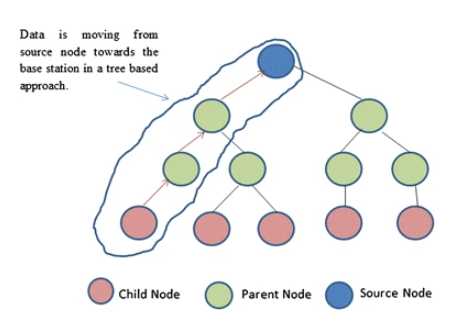 Data is moving from
source node towards the
base station in a tree based
approach.
Child Node
Parent Node
Source Node